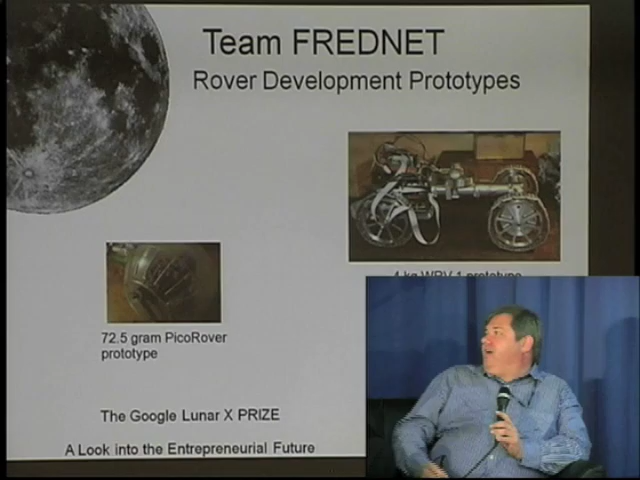 Team FREDNET
Rover Development Prototypes
4 kg WRV 1 prototype
72.5 gram PicoRover
prototype
The Google Lunar X PRIZE
A Look into the Entrepreneurial Future